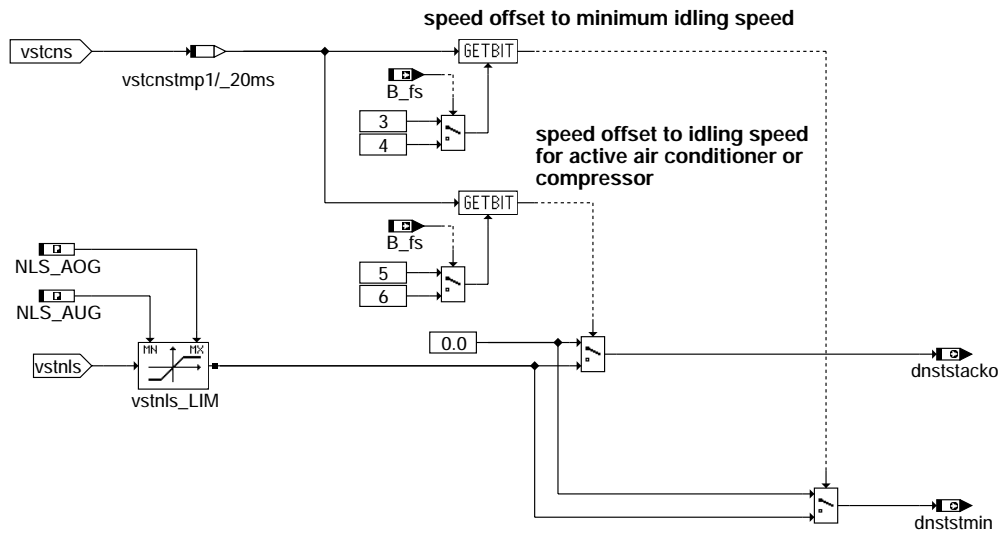 speed offset to minimum idling speed
vstcns
vstcnstmp1/_20ms
GETBIT
B_fs
3
4
speed offset to idling speed
for active air conditioner or
compressor
GETBIT
B_fs
5
6
NLS_AOG
NLS_AUG
MN MX
vstnls
vstnls_LIM
0.0
dnststacko
dnststmin